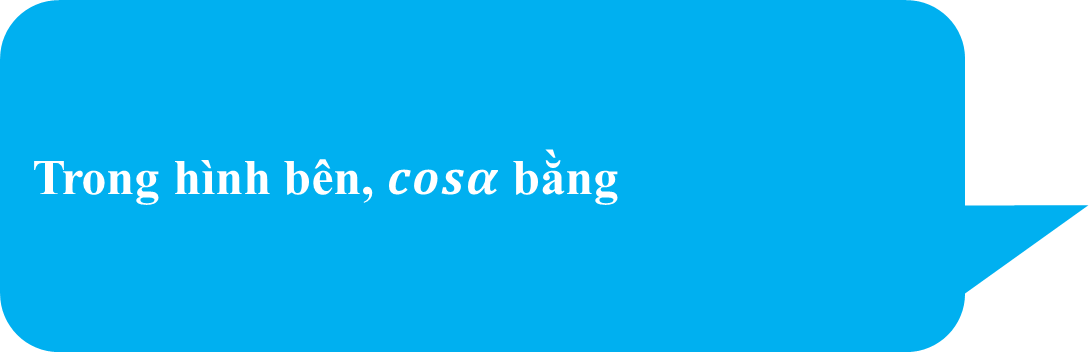 Trong hình bên, 𝒄𝒐𝒔𝜶 bằng